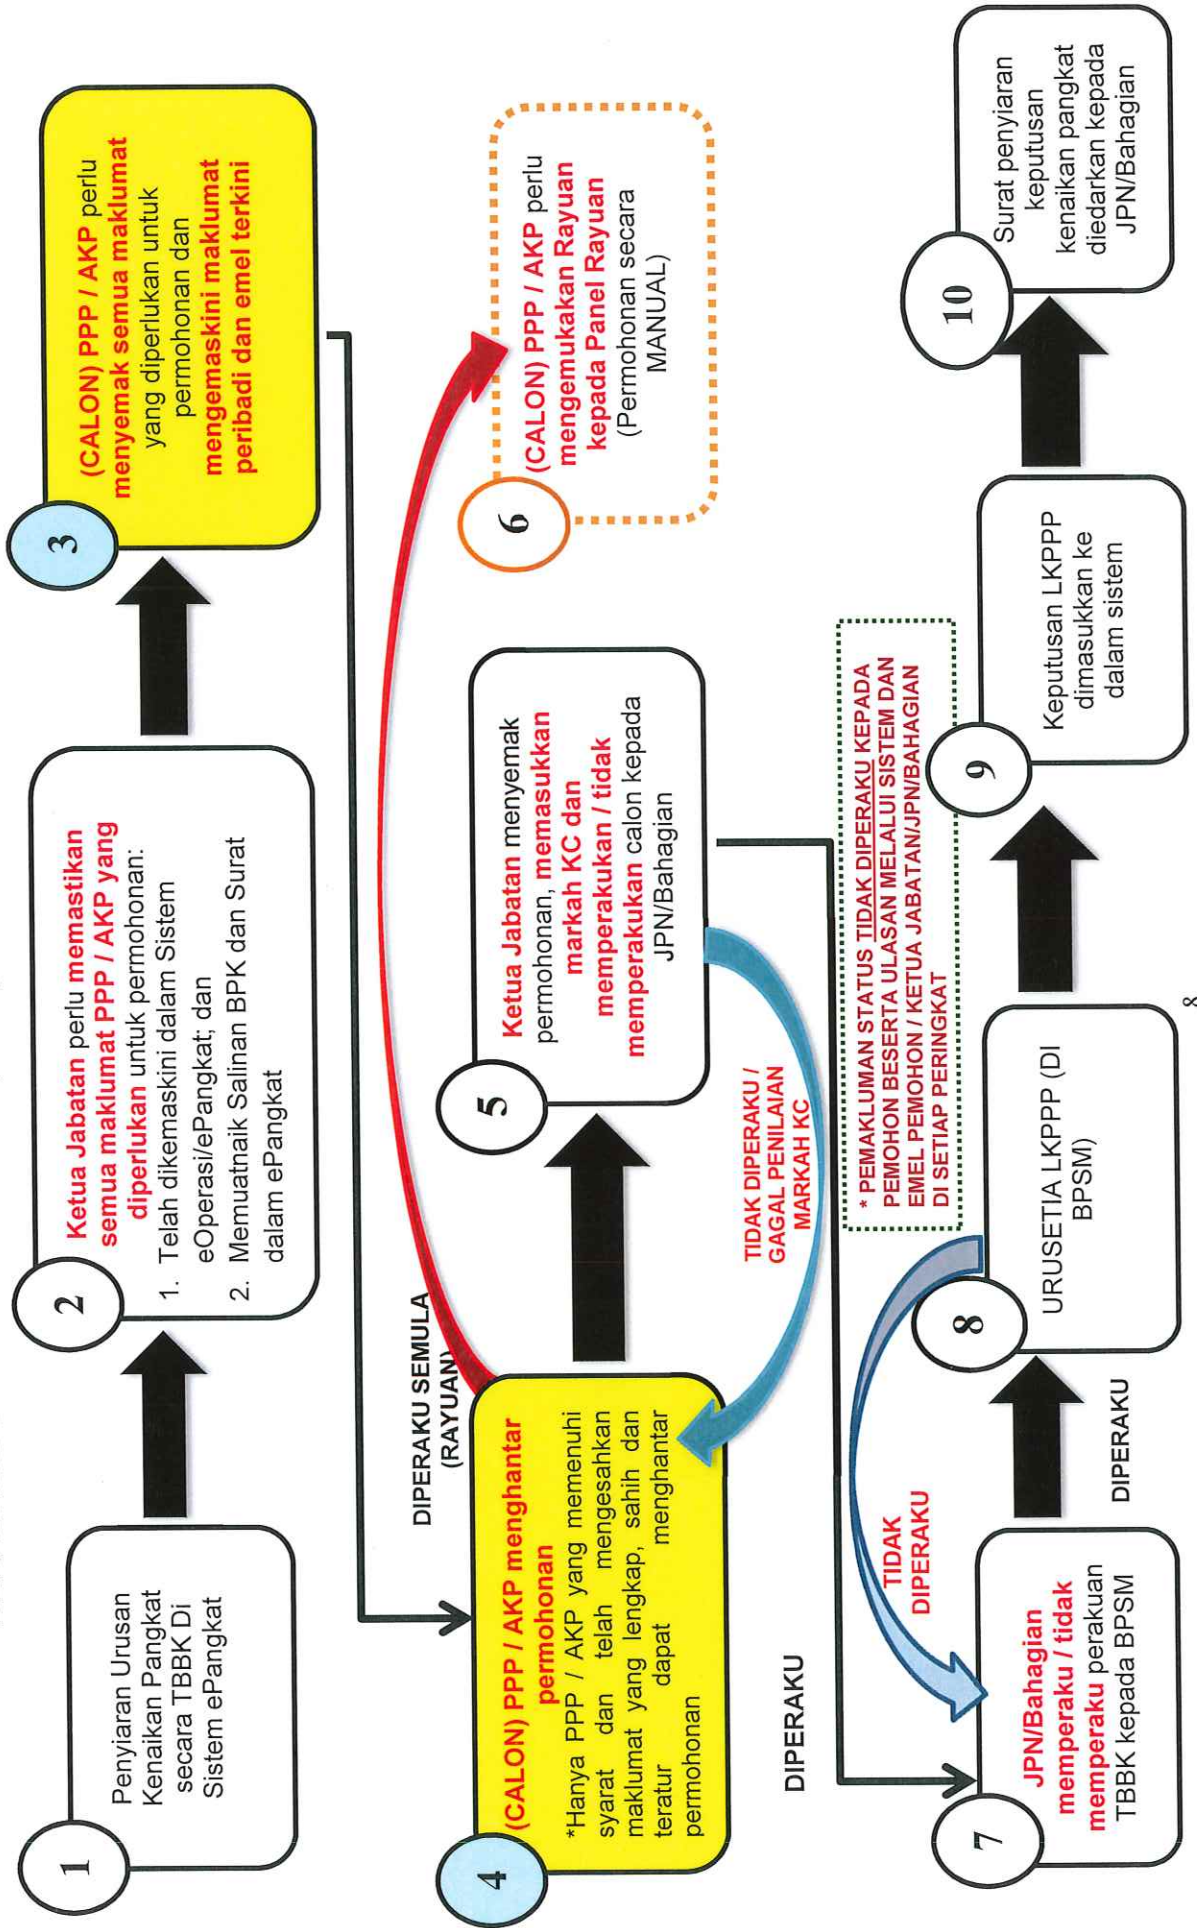 1
Penyiaran Urusan
Kenaikan Pangkat
secara TBBK Di
Sistem ePangkat
2
Ketua Jabatan perlu memastikan
semua maklumat PPP / AKP yang
diperlukan untuk permohonan:
1. Telah dikemaskini dalam Sistem
eOperasi/ePangkat; dan
2. Memuatnaik Salinan BPK dan Surat
dalam ePangkat
3
(CALON) PPP / AKP perlu
menyemak semua maklumat
yang diperlukan untuk
permohonan dan
mengemaskini maklumat
peribadi dan emel terkini
DIPERAKU SEMULA
(RAYUAN)
4
(CALON) PPP / AKP menghantar
permohonan
*Hanya PPP / AKP yang memenuhi
syarat dan telah mengesahkan
maklumat yang lengkap, sahih dan
teratur dapat menghantar
permohonan
5
Ketua Jabatan menyemak
permohonan, memasukkan
markah KC dan
memperakukan / tidak
memperakukan calon kepada
JPN/Bahagian
6
(CALON) PPP / AKP perlu
mengemukakan Rayuan
kepada Panel Rayuan
(Permohonan secara
MANUAL)
TIDAK DIPERAKU /
GAGAL PENILAIAN
MARKAH KC
DIPERAKU
* PEMAKLUMAN STATUS TIDAK DIPERAKU KEPADA
PEMOHON BESERTA ULASAN MELALUI SISTEM DAN
EMEL PEMOHON / KETUA JABATAN/JPN/BAHAGIAN
DI SETIAP PERINGKAT
TIDAK
DIPERAKU
7
JPN/Bahagian
memperaku / tidak
memperaku perakuan
TBBK kepada BPSM
DIPERAKU
8
URUSETIA LKPPP (DI
BPSM)
9
Keputusan LKPPP
dimasukkan ke
dalam sistem
10
Surat penyiaran
keputusan
kenaikan pangkat
diedarkan kepada
JPN/Bahagian
8